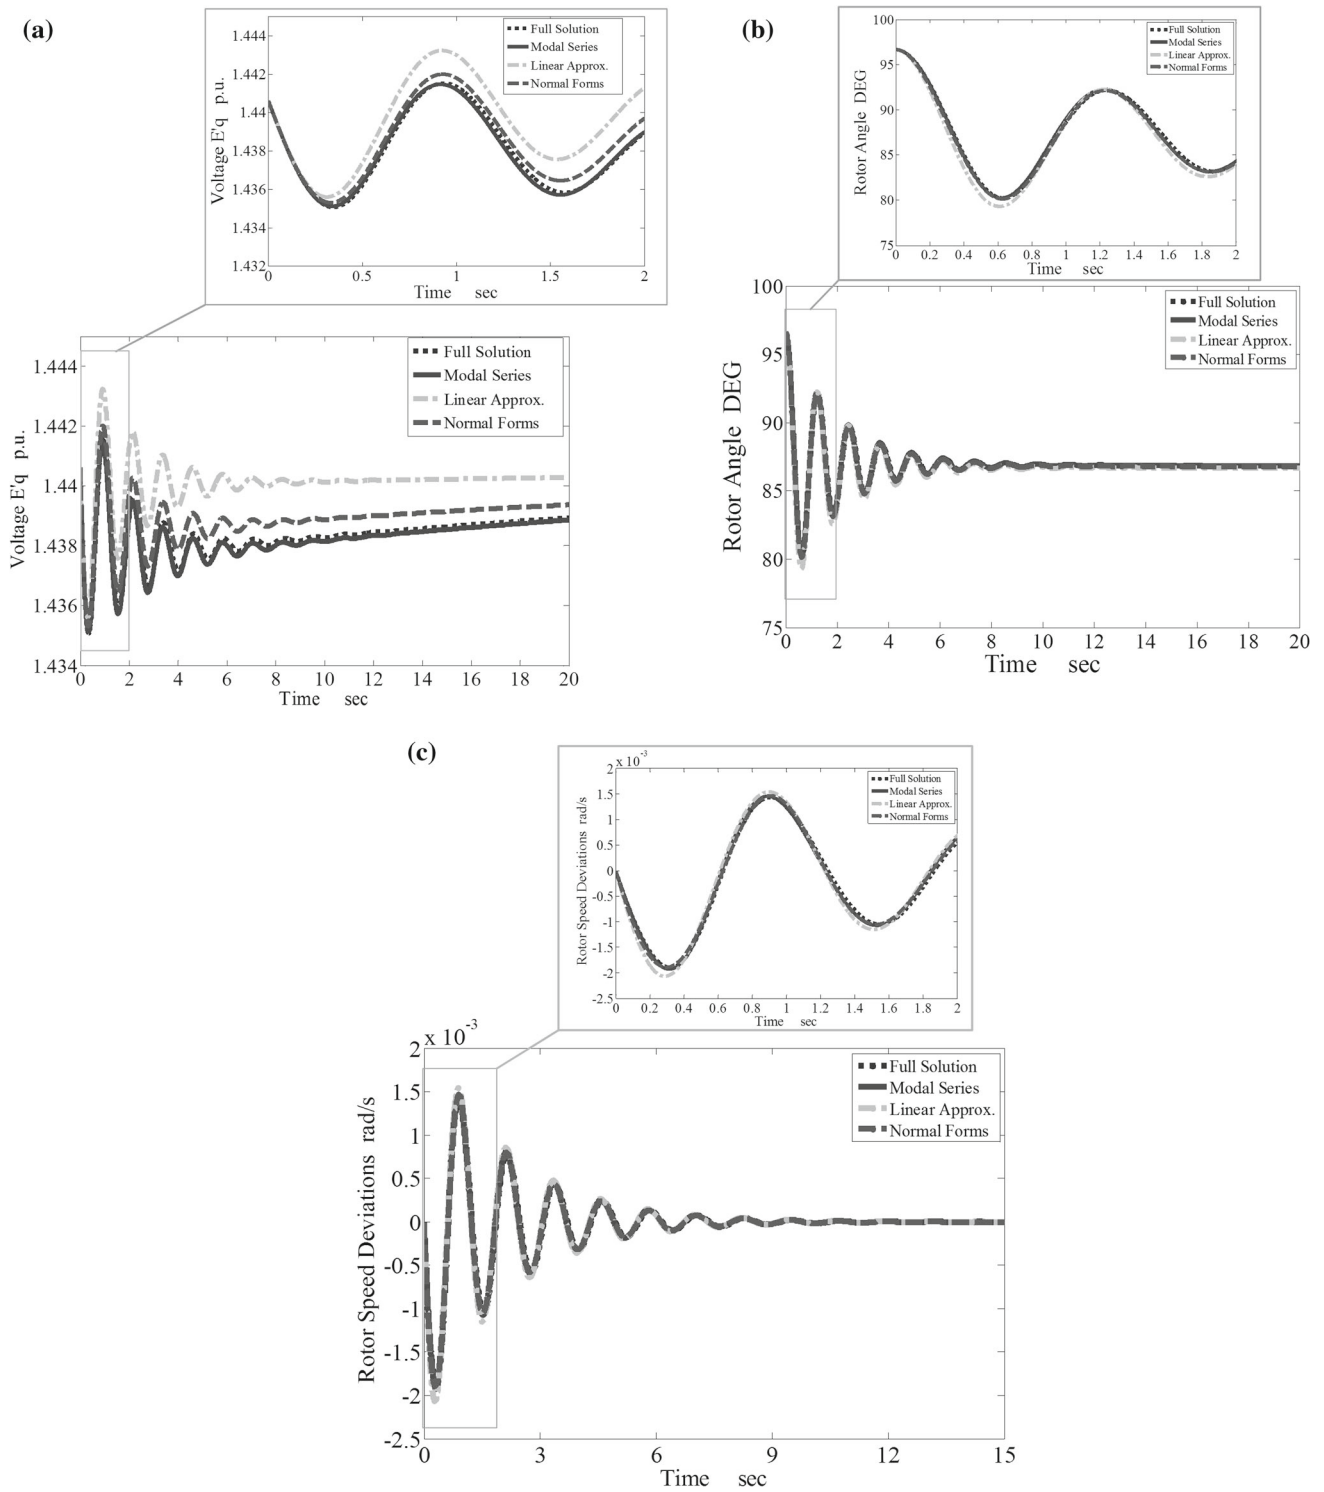 (a)
1.444
1.442
1.44
1.438
1.436
1.434
1.432
Voltage E'q p.u.
0 0.5 1 1.5 2
Time sec
Full Solution
Modal Series
Linear Approx.
Normal Forms
1.444
1.442
1.44
1.438
1.436
1.434
Voltage E'q p.u.
0 2 4 6 8 10 12 14 16 18 20
Time sec
Full Solution
Modal Series
Linear Approx.
Normal Forms
(b)
100
95
90
85
80
75
Rotor Angle DEG
0 0.2 0.4 0.6 0.8 1 1.2 1.4 1.6 1.8 2
Time sec
Full Solution
Modal Series
Linear Approx.
Normal Forms
100
95
90
85
80
75
Rotor Angle DEG
0 2 4 6 8 10 12 14 16 18 20
Time sec
Full Solution
Modal Series
Linear Approx.
Normal Forms
(c)
x 10⁻³
2
1.5
1
0.5
0
-0.5
-1
-1.5
-2
-2.5
Rotor Speed Deviations rad/s
0 0.2 0.4 0.6 0.8 1 1.2 1.4 1.6 1.8 2
Time sec
Full Solution
Modal Series
Linear Approx.
Normal Forms
x 10⁻³
2
1.5
1
0.5
0
-0.5
-1
-1.5
-2
-2.5
Rotor Speed Deviations rad/s
0 3 6 9 12 15
Time sec
Full Solution
Modal Series
Linear Approx.
Normal Forms